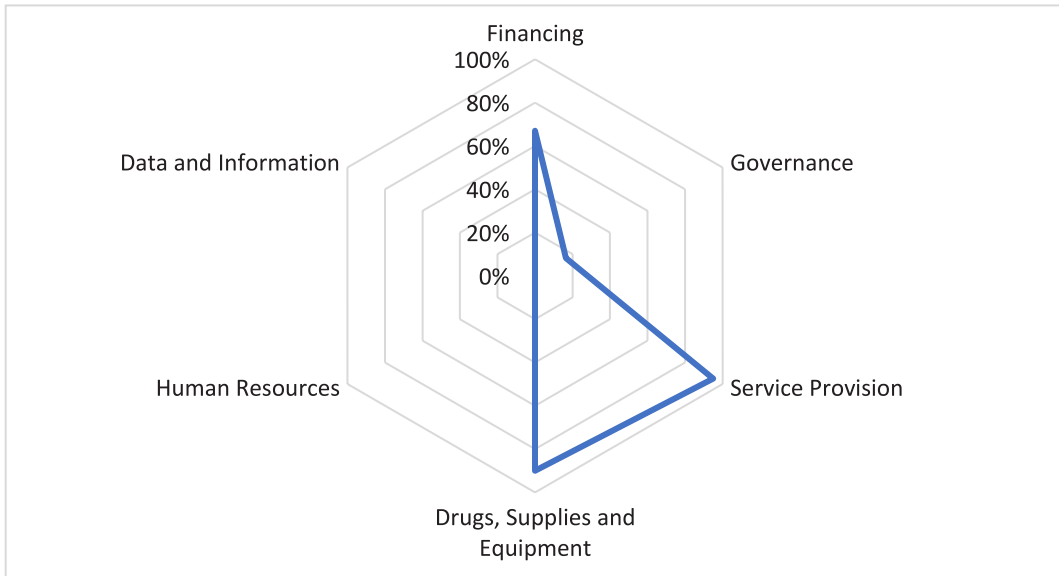 Financing
100%
80%
60%
40%
20%
0%
Data and Information
Governance
Human Resources
Service Provision
Drugs, Supplies and
Equipment